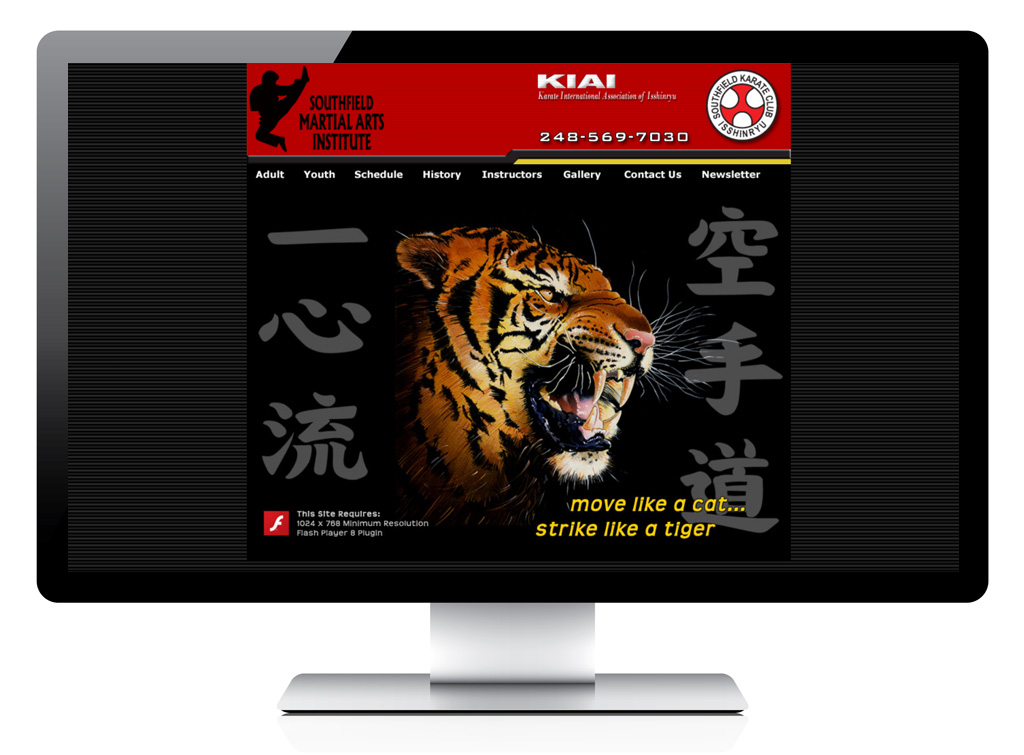 SOUTHFIELD
MARTIAL ARTS
INSTITUTE
KIAI
Karate International Association of Isshinryu
248-569-7030
SOUTHFIELD KARATE CLUB
ISSHINRYU
Adult Youth Schedule History Instructors Gallery Contact Us Newsletter
一心流
空手道
move like a cat...
strike like a tiger
This Site Requires:
1024 x 768 Minimum Resolution
Flash Player 8 Plugin